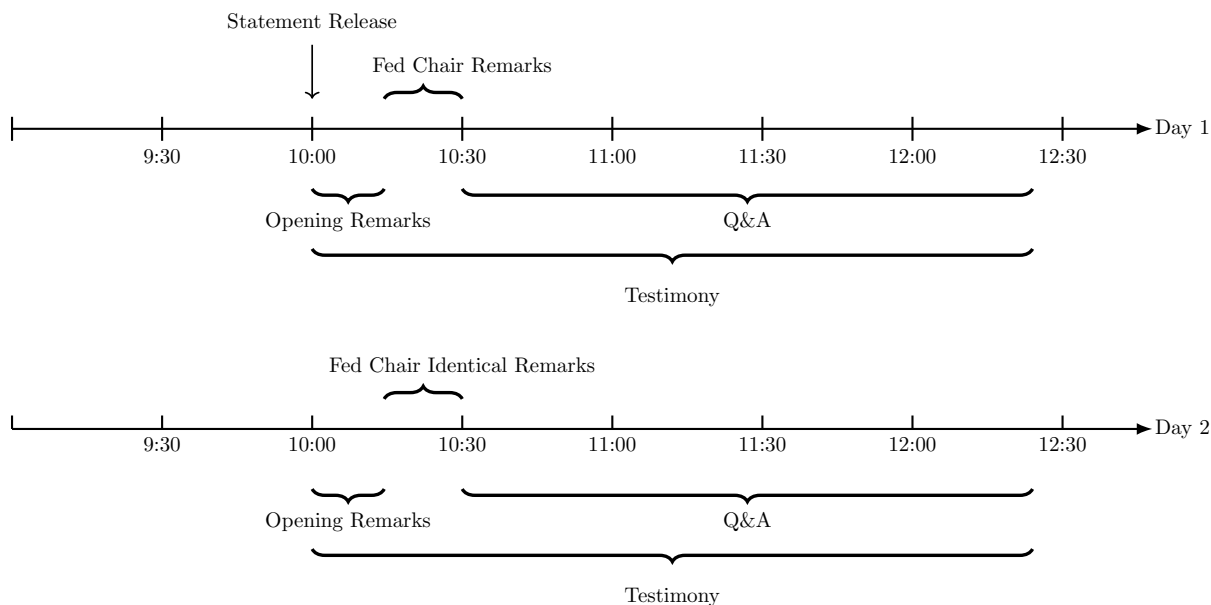 Statement Release
Fed Chair Remarks
Day 1
9:30 10:00 10:30 11:00 11:30 12:00 12:30
Opening Remarks Q&A
Testimony
Fed Chair Identical Remarks
Day 2
9:30 10:00 10:30 11:00 11:30 12:00 12:30
Opening Remarks Q&A
Testimony